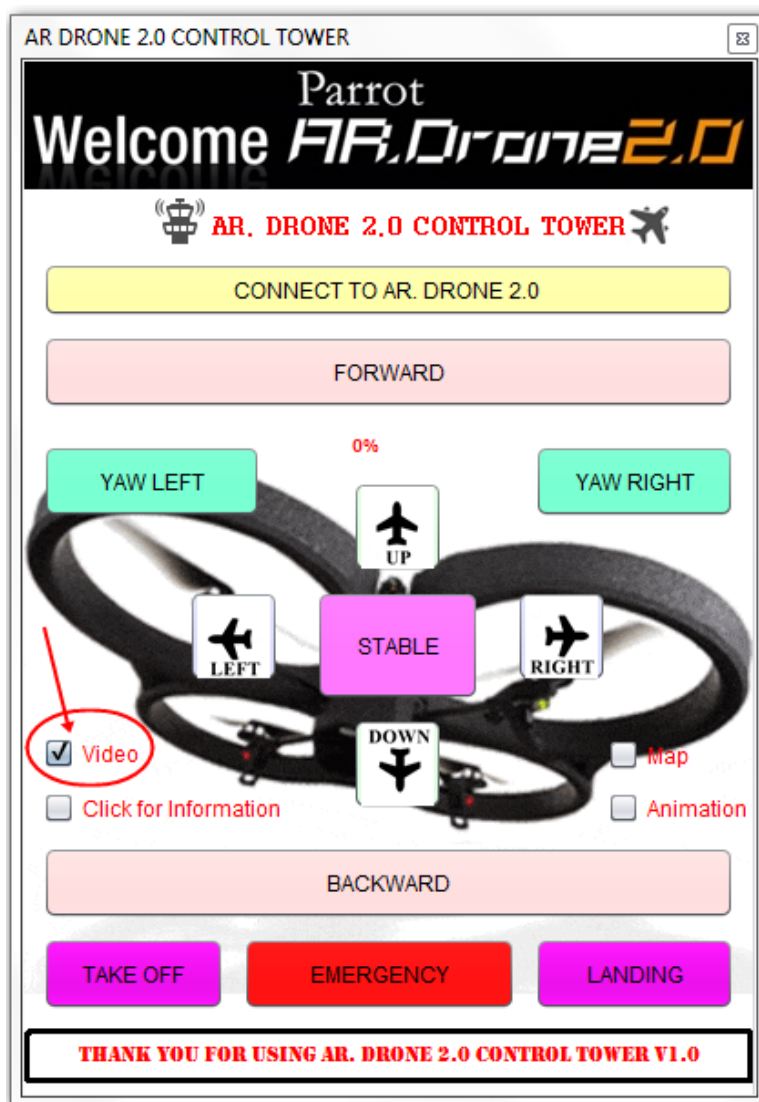 AR DRONE 2.0 CONTROL TOWER
Parrot
Welcome AR.Drone2.0
AR. DRONE 2.0 CONTROL TOWER
CONNECT TO AR. DRONE 2.0
FORWARD
0%
YAW LEFT
YAW RIGHT
UP
LEFT
STABLE
RIGHT
DOWN
Video
Map
Click for Information
Animation
BACKWARD
TAKE OFF
EMERGENCY
LANDING
THANK YOU FOR USING AR. DRONE 2.0 CONTROL TOWER V1.0